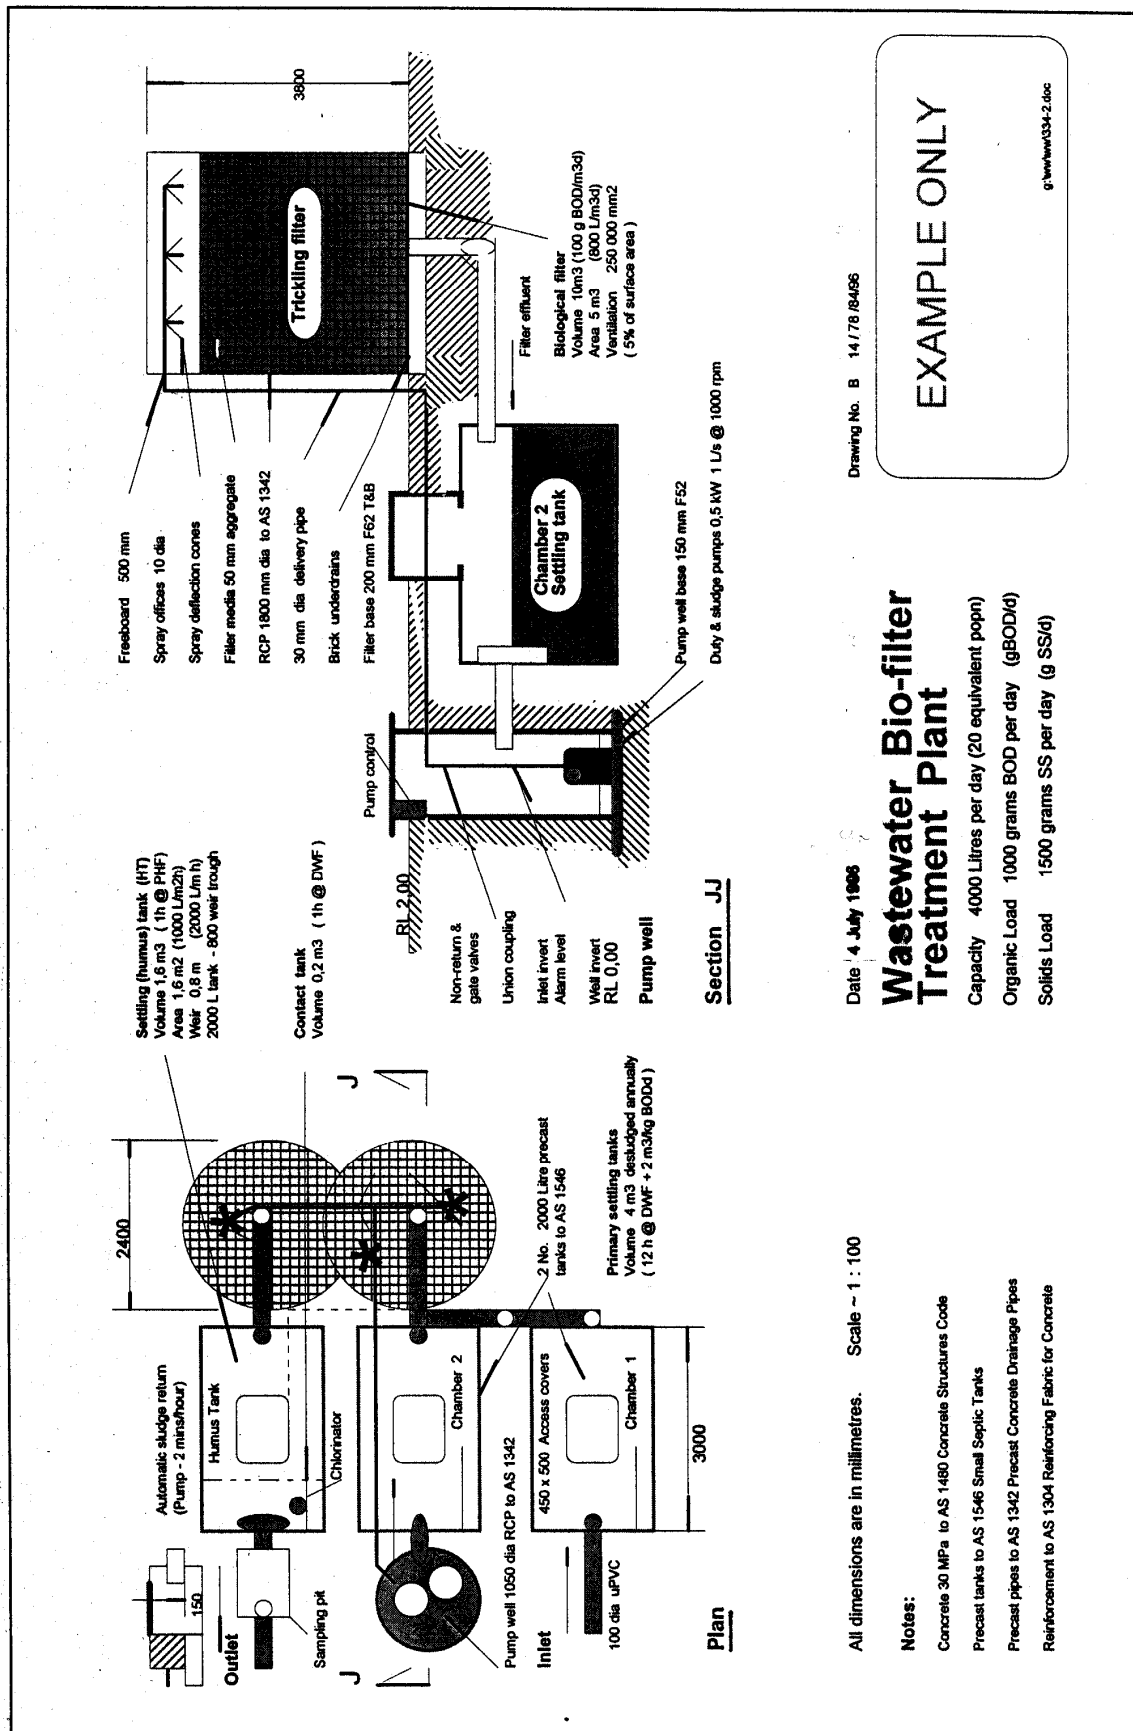 2400
Automatic sludge return
(Pump - 2 mins/hour)
150
Outlet
Sampling pit
Humus Tank
Chlorinator
Settling (humus) tank (HT)
Volume 1,6 m3 (1h @ PHF)
Area 1,6 m2 (1000 L/m2h)
Weir 0,8 m (2000 L/m h)
2000 L tank - 800 weir trough
Contact tank
Volume 0,2 m3 (1h @ DWF)
J
J
Chamber 2
Pump well 1050 dia RCP to AS 1342
Inlet
450 x 500 Access covers
100 dia uPVC
Chamber 1
2 No. 2000 Litre precast
tanks to AS 1546
Primary settling tanks
Volume 4 m3 desludged annually
(12 h @ DWF + 2 m3/kg BODd)
3000
Plan
3800
Freeboard 500 mm
Spray offices 10 dia
Spray deflection cones
Filler media 50 mm aggregate
RCP 1800 mm dia to AS 1342
30 mm dia delivery pipe
Brick underdrains
Filter base 200 mm F62 T&B
Trickling filter
Pump control
RL 2,00
Filter effluent
Biological filter
Volume 10m3 (100 g BOD/m3d)
Area 5 m3 (800 L/m3d)
Ventilation 250 000 mm2
(5% of surface area)
Chamber 2
Settling tank
Non-return &
gate valves
Union coupling
Inlet invert
Alarm level
Well invert
RL 0,00
Pump well
Pump well base 150 mm F52
Duty & sludge pumps 0,5 kW 1 L/s @ 1000 rpm
Section JJ
All dimensions are in millimetres. Scale ~ 1 : 100
Notes:
Concrete 30 MPa to AS 1480 Concrete Structures Code
Precast tanks to AS 1546 Small Septic Tanks
Precast pipes to AS 1342 Precast Concrete Drainage Pipes
Reinforcement to AS 1304 Reinforcing Fabric for Concrete
Date 4 July 1996
Drawing No. B 14/78/84/96
Wastewater Bio-filter
Treatment Plant
Capacity 4000 Litres per day (20 equivalent popn)
Organic Load 1000 grams BOD per day (gBOD/d)
Solids Load 1500 grams SS per day (g SS/d)
EXAMPLE ONLY
g:\www\334-2.doc